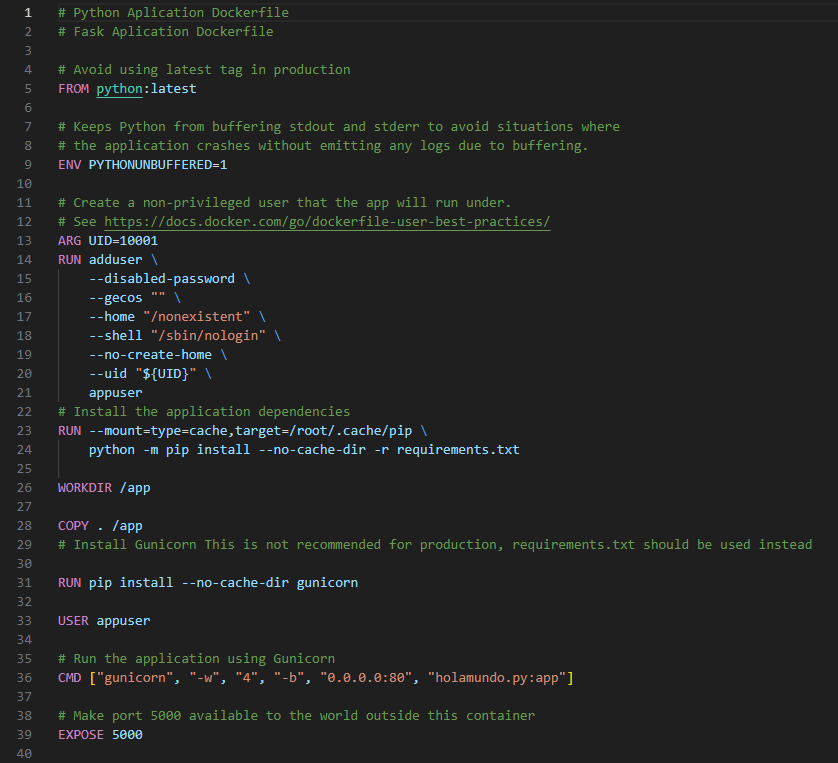 1 # Python Aplication Dockerfile
2 # Fask Aplication Dockerfile
3
4 # Avoid using latest tag in production
5 FROM python:latest
6
7 # Keeps Python from buffering stdout and stderr to avoid situations where
8 # the application crashes without emitting any logs due to buffering.
9 ENV PYTHONUNBUFFERED=1
10
11 # Create a non-privileged user that the app will run under.
12 # See https://docs.docker.com/go/dockerfile-user-best-practices/
13 ARG UID=10001
14 RUN adduser \
15     --disabled-password \
16     --gecos "" \
17     --home "/nonexistent" \
18     --shell "/sbin/nologin" \
19     --no-create-home \
20     --uid "${UID}" \
21     appuser
22 # Install the application dependencies
23 RUN --mount=type=cache,target=/root/.cache/pip \
24     python -m pip install --no-cache-dir -r requirements.txt
25
26 WORKDIR /app
27
28 COPY . /app
29 # Install Gunicorn This is not recommended for production, requirements.txt should be used instead
30
31 RUN pip install --no-cache-dir gunicorn
32
33 USER appuser
34
35 # Run the application using Gunicorn
36 CMD ["gunicorn", "-w", "4", "-b", "0.0.0.0:80", "holamundo.py:app"]
37
38 # Make port 5000 available to the world outside this container
39 EXPOSE 5000
40